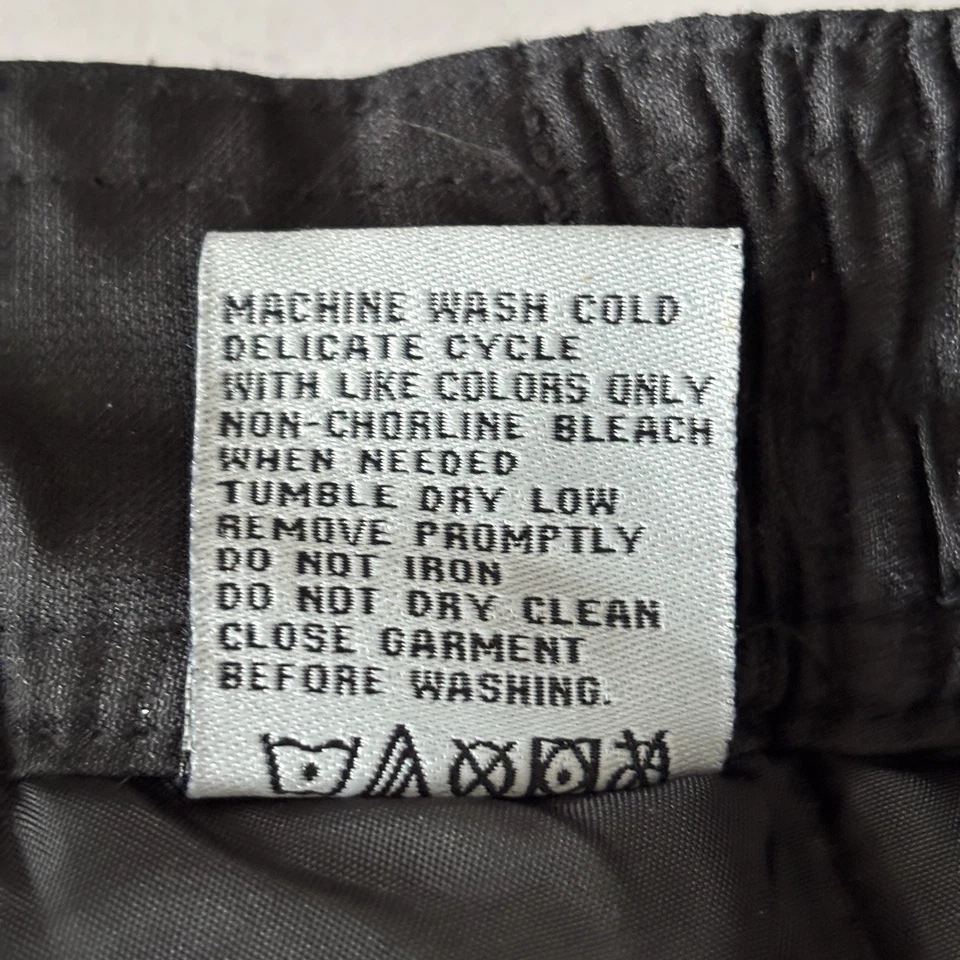 MACHINE WASH COLD
DELICATE CYCLE
WITH LIKE COLORS ONLY
NON-CHORLINE BLEACH
WHEN NEEDED
TUMBLE DRY LOW
REMOVE PROMPTLY
DO NOT IRON
DO NOT DRY CLEAN
CLOSE GARMENT
BEFORE WASHING.